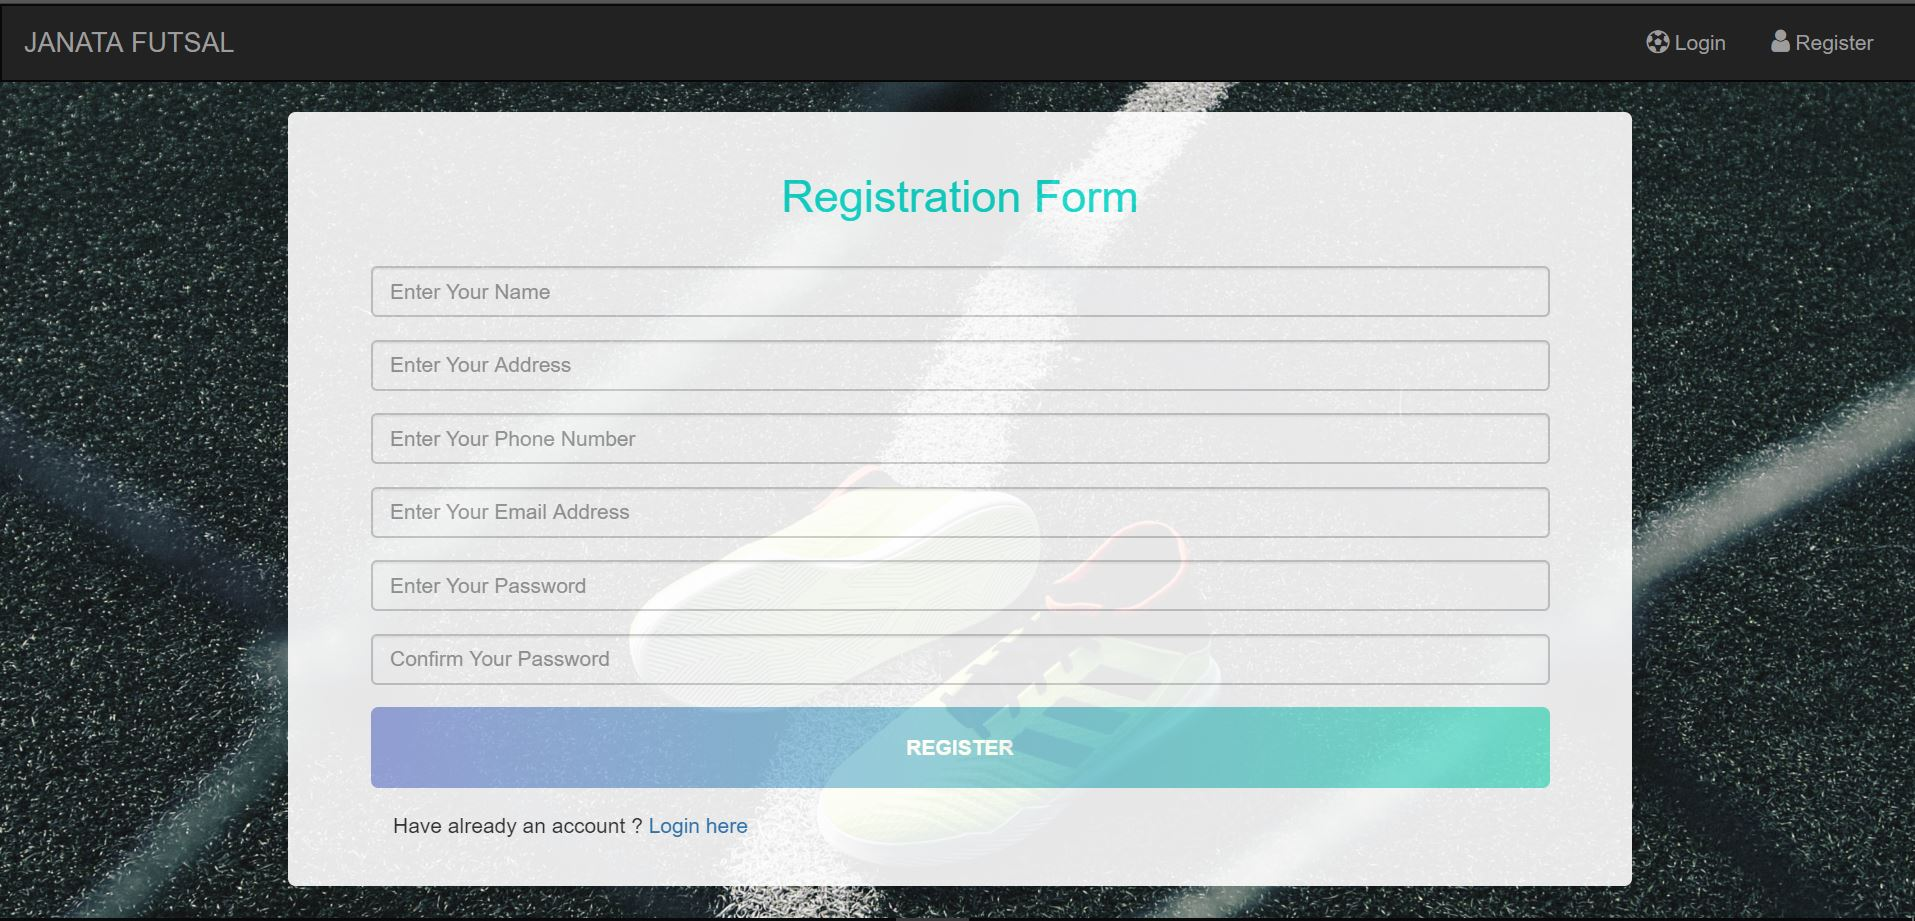 JANATA FUTSAL
Login
Register
Registration Form
Enter Your Name
Enter Your Address
Enter Your Phone Number
Enter Your Email Address
Enter Your Password
Confirm Your Password
REGISTER
Have already an account ? Login here